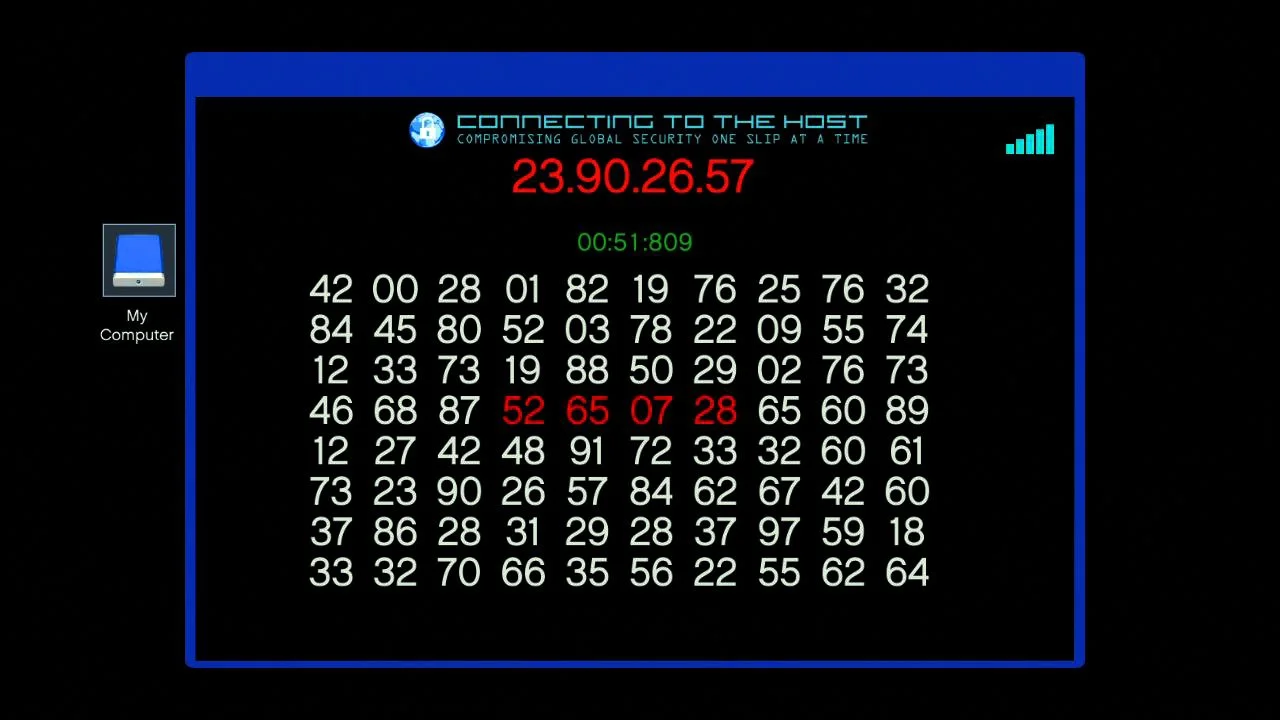 CONNECTING TO THE HOST
COMPROMISING GLOBAL SECURITY ONE SLIP AT A TIME
23.90.26.57
00:51:809
My
Computer
42 00 28 01 82 19 76 25 76 32
84 45 80 52 03 78 22 09 55 74
12 33 73 19 88 50 29 02 76 73
46 68 87 52 65 07 28 65 60 89
12 27 42 48 91 72 33 32 60 61
73 23 90 26 57 84 62 67 42 60
37 86 28 31 29 28 37 97 59 18
33 32 70 66 35 56 22 55 62 64